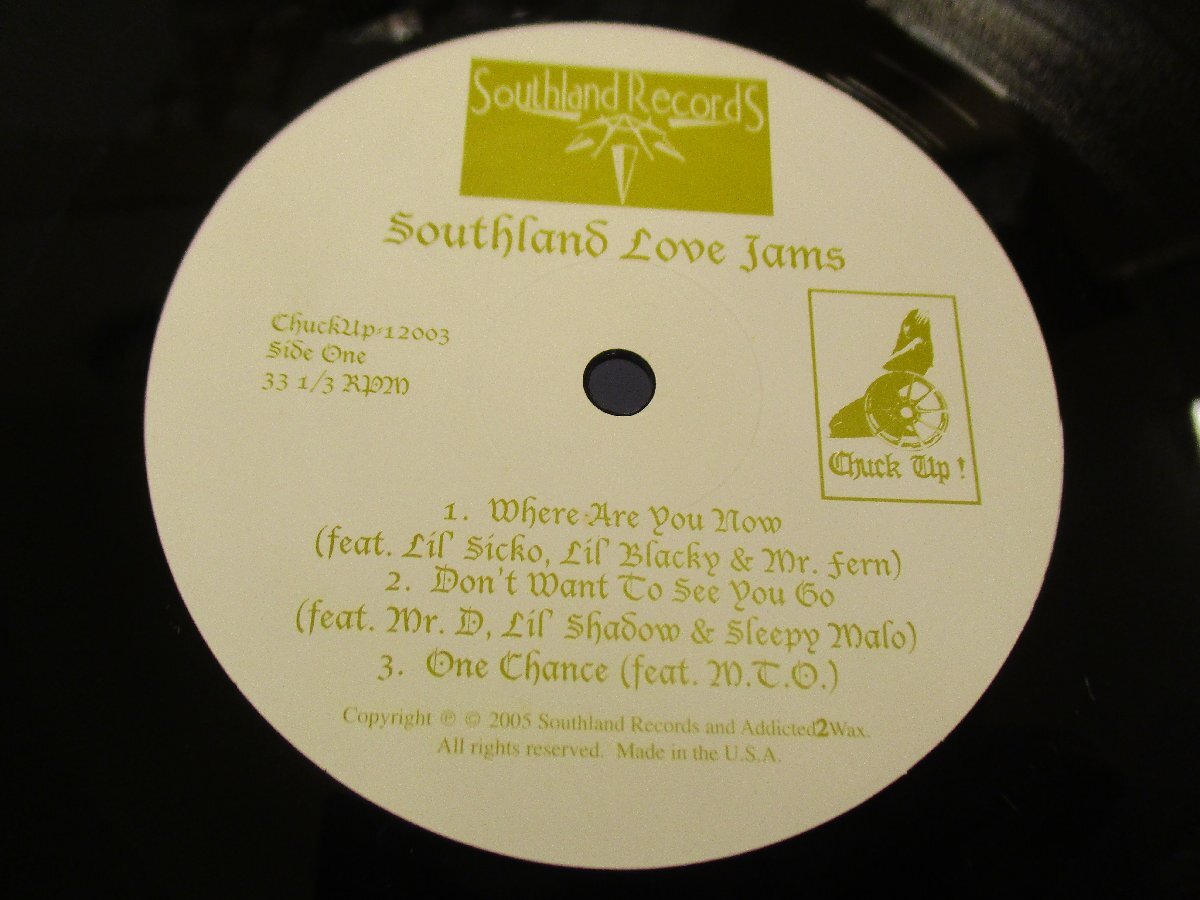 Southland Records
Southland Love Jams
ChuckUp-12003
Side One
33 1/3 RPM
Chuck Up!
1. Where Are You Now
(feat. Lil' Sicko, Lil' Blacky & Mr. Fern)
2. Don't Want To See You Go
(feat. Mr. D, Lil' Shadow & Sleepy Malo)
3. One Chance (feat. M.T.O.)
Copyright ℗ © 2005 Southland Records and Addicted2Wax.
All rights reserved. Made in the U.S.A.